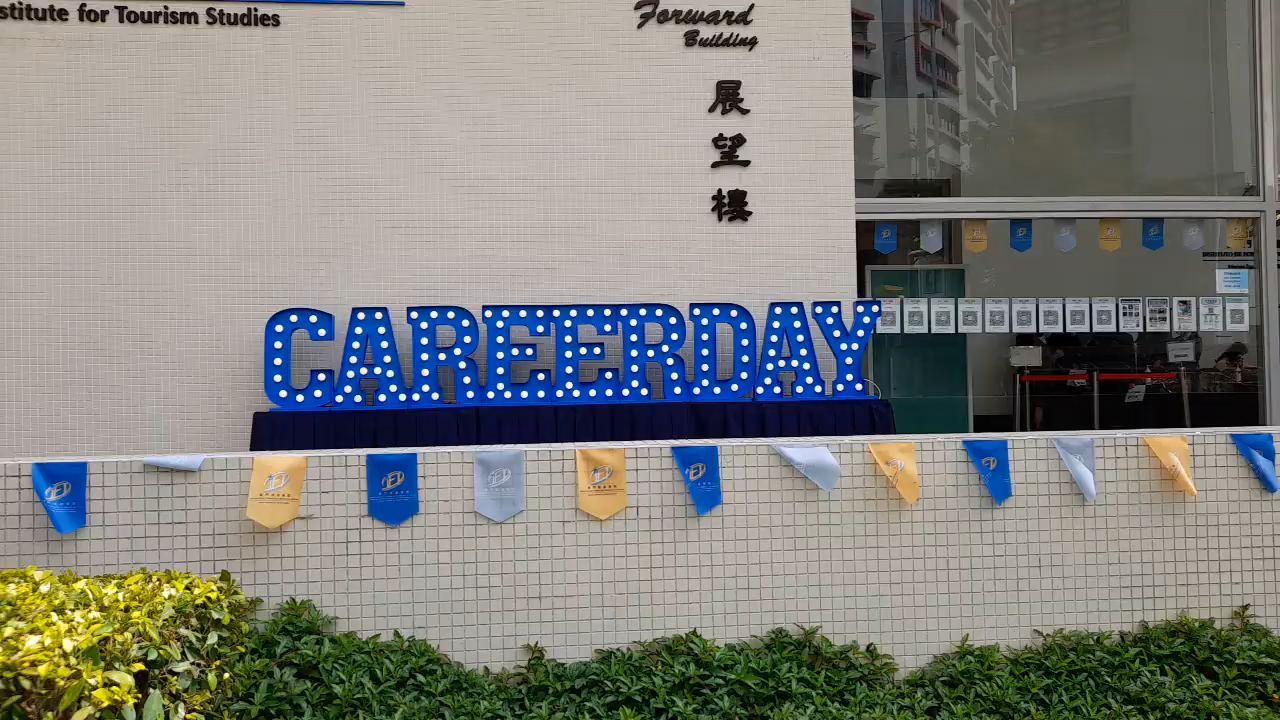 stitute for Tourism Studies
Forward
Building
展
望
樓
CAREERDAY